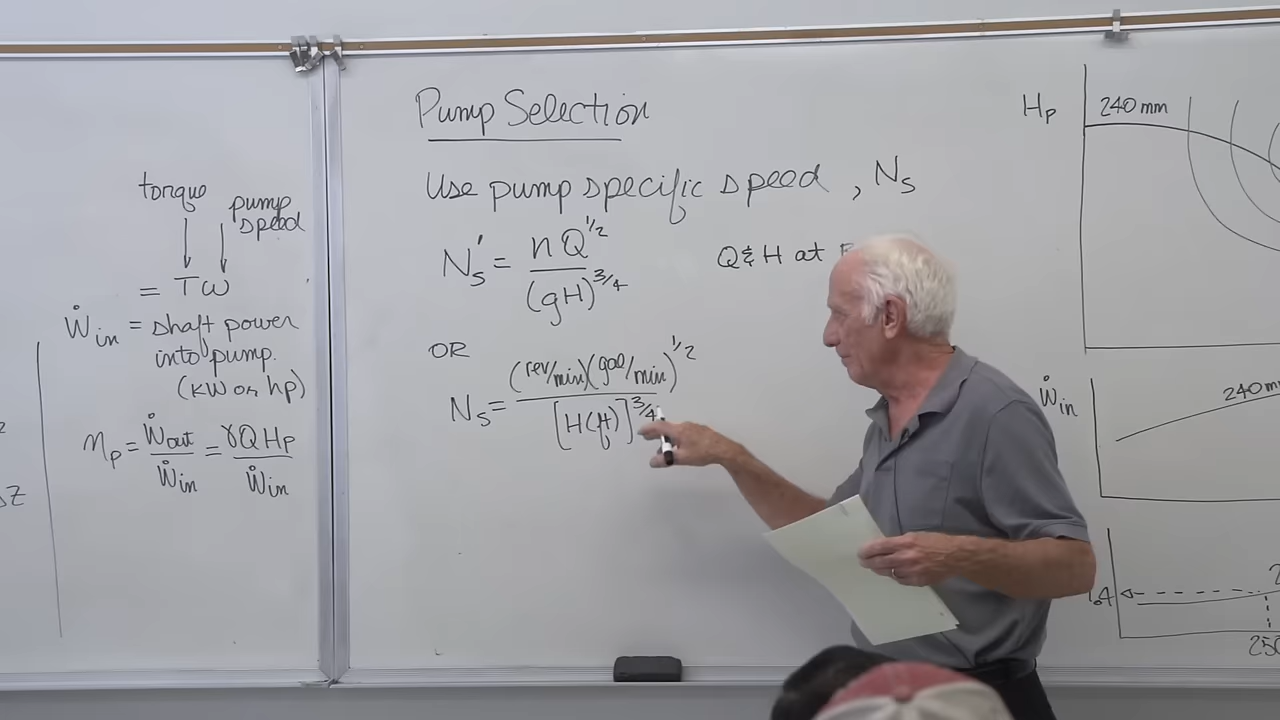 torque
pump
speed
= Tω
Ẇin = shaft power
into pump.
(kW or hp)
ηp = Ẇout/Ẇin = γQHp/Ẇin
Pump Selection
Use pump specific speed, Ns
Ns' = nQ^1/2/(gH)^3/4
Q & H at
OR
Ns = (rev/min)(gal/min)^1/2/[H(ft)]^3/4
Hp
240 mm
Ẇin
240 m